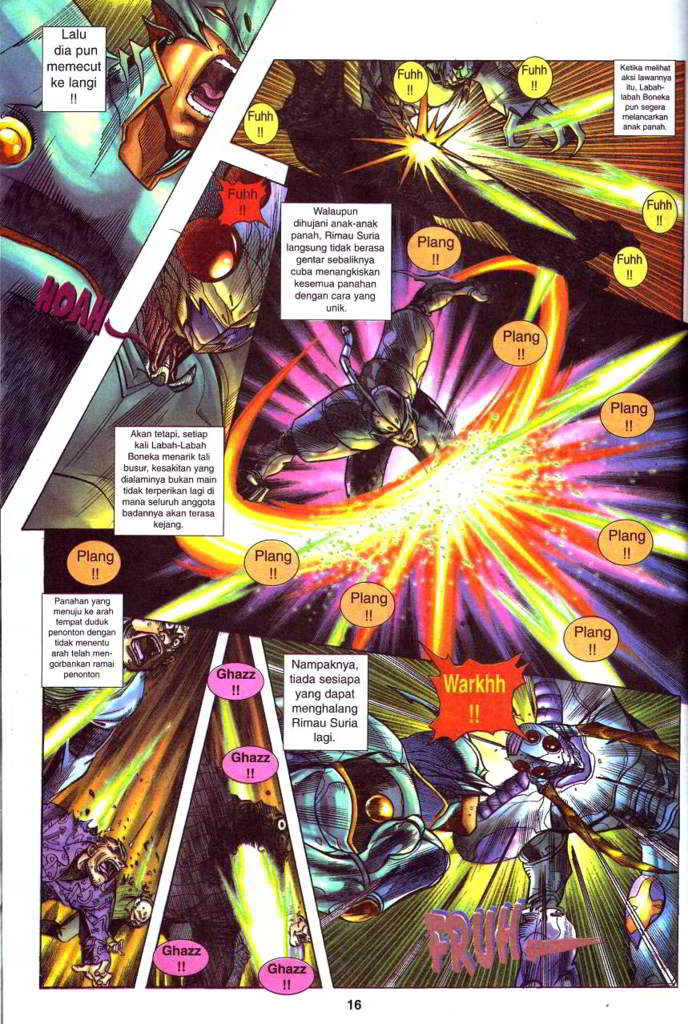 Lalu
dia pun
memecut
ke langi
!!
HOAH
Fuhh
!!
Fuhh
!!
Fuhh
!!
Ketika melihat
aksi lawannya
itu, Labah-
labah Boneka
pun segera
melancarkan
anak panah.
Fuhh
!!
Fuhh
!!
Fuhh
!!
Akan tetapi, setiap
kali Labah-Labah
Boneka menarik tali
busur, kesakitan yang
dialaminya bukan main
tidak terperikan lagi di
mana seluruh anggota
badannya akan terasa
kejang.
Walaupun
dihujani anak-anak
panah, Rimau Suria
langsung tidak berasa
gentar sebaliknya
cuba menangkiskan
kesemua panahan
dengan cara yang
unik.
Plang
!!
Plang
!!
Plang
!!
Plang
!!
Plang
!!
Plang
!!
Plang
!!
Plang
!!
Panahan yang
menuju ke arah
tempat duduk
penonton dengan
tidak menentu
arah telah men-
gorbankan ramai
penonton
Ghazz
!!
Ghazz
!!
Ghazz
!!
Ghazz
!!
Nampaknya,
tiada sesiapa
yang dapat
menghalang
Rimau Suria
lagi.
Warkhh
!!
FRUH
16